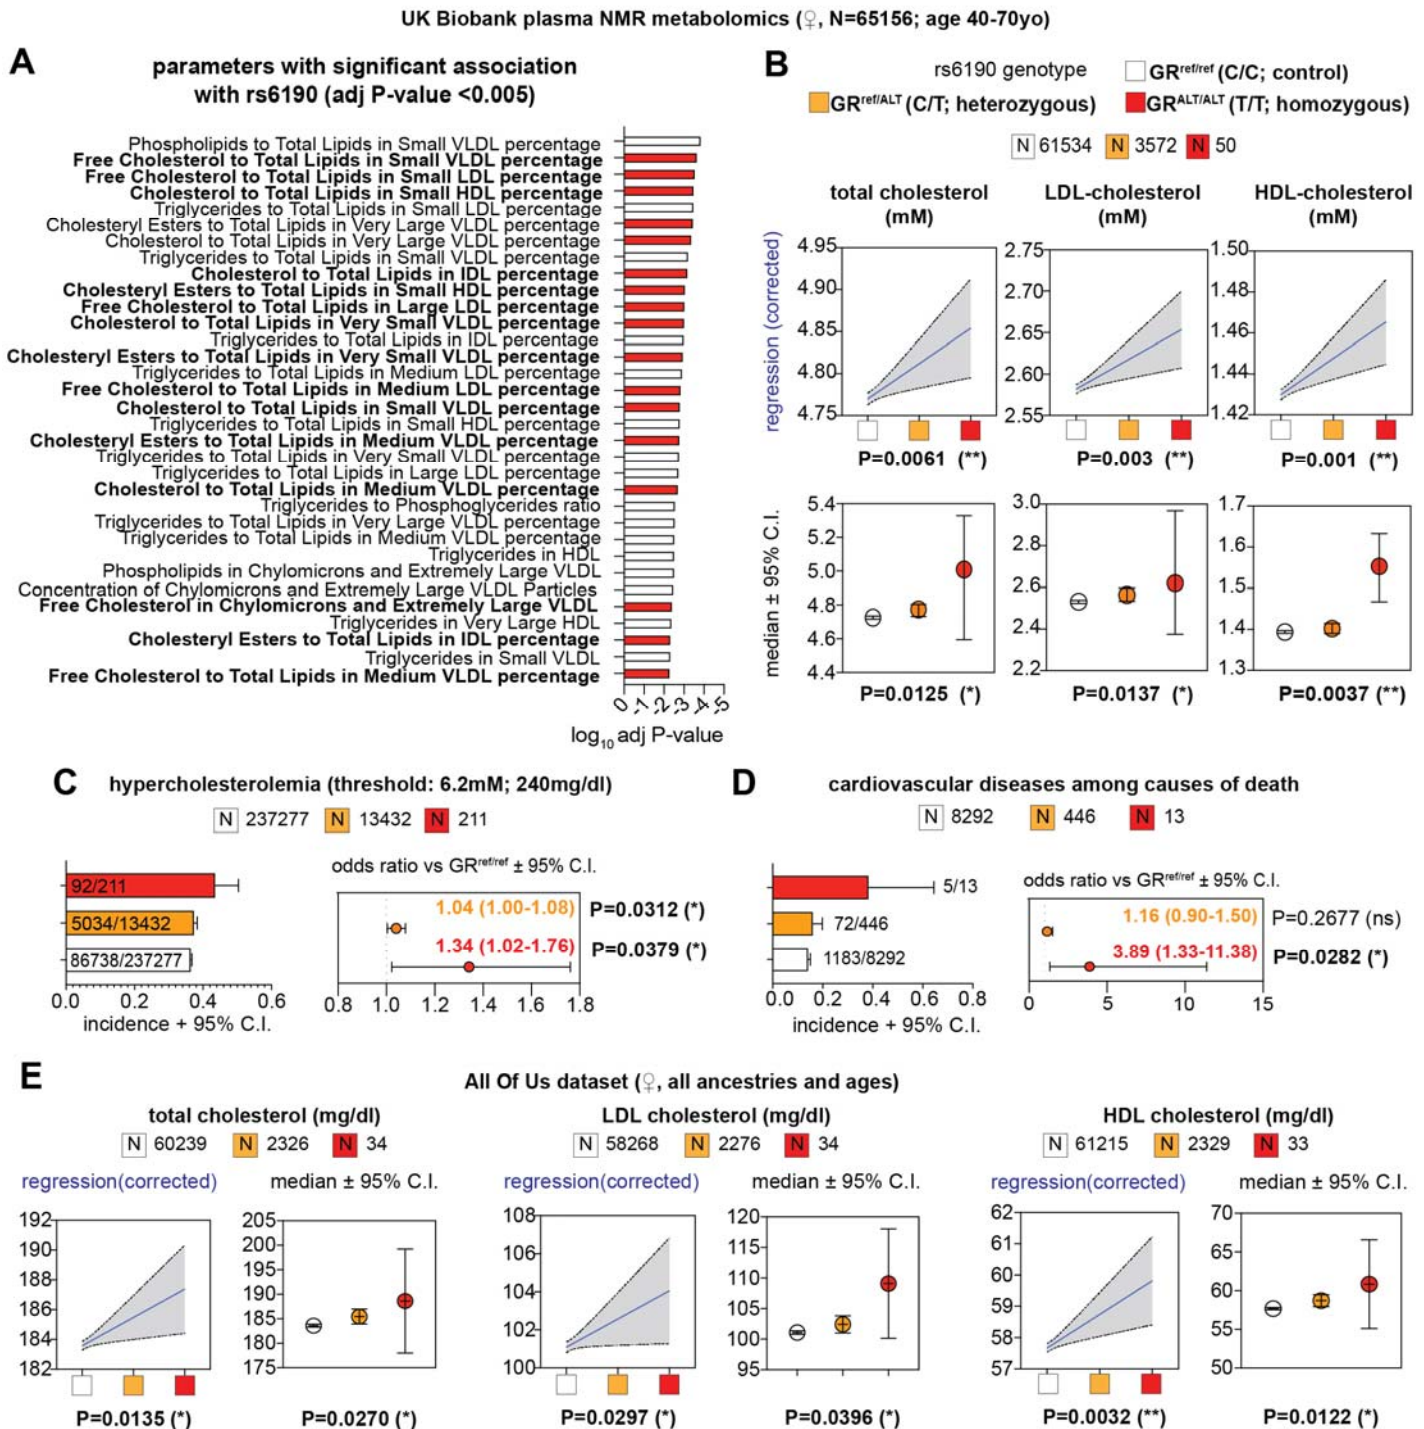 UK Biobank plasma NMR metabolomics (♀, N=65156; age 40-70yo)
A
parameters with significant association
with rs6190 (adj P-value <0.005)
Phospholipids to Total Lipids in Small VLDL percentage
Free Cholesterol to Total Lipids in Small VLDL percentage
Free Cholesterol to Total Lipids in Small LDL percentage
Cholesterol to Total Lipids in Small HDL percentage
Triglycerides to Total Lipids in Small LDL percentage
Cholesteryl Esters to Total Lipids in Very Large VLDL percentage
Cholesterol to Total Lipids in Very Large VLDL percentage
Triglycerides to Total Lipids in Small VLDL percentage
Cholesterol to Total Lipids in IDL percentage
Cholesteryl Esters to Total Lipids in Small HDL percentage
Free Cholesterol to Total Lipids in Large LDL percentage
Cholesterol to Total Lipids in Very Small VLDL percentage
Triglycerides to Total Lipids in IDL percentage
Cholesteryl Esters to Total Lipids in Very Small VLDL percentage
Triglycerides to Total Lipids in Medium LDL percentage
Free Cholesterol to Total Lipids in Medium LDL percentage
Cholesterol to Total Lipids in Small VLDL percentage
Triglycerides to Total Lipids in Small HDL percentage
Cholesteryl Esters to Total Lipids in Medium VLDL percentage
Triglycerides to Total Lipids in Very Small VLDL percentage
Triglycerides to Total Lipids in Large LDL percentage
Cholesterol to Total Lipids in Medium VLDL percentage
Triglycerides to Phosphoglycerides ratio
Triglycerides to Total Lipids in Very Large VLDL percentage
Triglycerides to Total Lipids in Medium VLDL percentage
Triglycerides in HDL
Phospholipids in Chylomicrons and Extremely Large VLDL
Concentration of Chylomicrons and Extremely Large VLDL Particles
Free Cholesterol in Chylomicrons and Extremely Large VLDL
Triglycerides in Very Large HDL
Cholesteryl Esters to Total Lipids in IDL percentage
Triglycerides in Small VLDL
Free Cholesterol to Total Lipids in Medium VLDL percentage
0 -1 -2 -3 -4 -5
log10 adj P-value
B
rs6190 genotype GRref/ref (C/C; control)
GRref/ALT (C/T; heterozygous) GRALT/ALT (T/T; homozygous)
N 61534 N 3572 N 50
total cholesterol (mM)
LDL-cholesterol (mM)
HDL-cholesterol (mM)
regression (corrected)
4.95
4.90
4.85
4.80
4.75
P=0.0061 (**)
2.75
2.70
2.65
2.60
2.55
P=0.003 (**)
1.50
1.48
1.46
1.44
1.42
P=0.001 (**)
median ± 95% C.I.
5.4
5.2
5.0
4.8
4.6
4.4
P=0.0125 (*)
3.0
2.8
2.6
2.4
2.2
P=0.0137 (*)
1.7
1.6
1.5
1.4
1.3
P=0.0037 (**)
C
hypercholesterolemia (threshold: 6.2mM; 240mg/dl)
N 237277 N 13432 N 211
92/211
5034/13432
86738/237277
0.0 0.2 0.4 0.6
incidence + 95% C.I.
odds ratio vs GRref/ref ± 95% C.I.
1.04 (1.00-1.08) P=0.0312 (*)
1.34 (1.02-1.76) P=0.0379 (*)
0.8 1.0 1.2 1.4 1.6 1.8
D
cardiovascular diseases among causes of death
N 8292 N 446 N 13
5/13
72/446
1183/8292
0.0 0.2 0.4 0.6 0.8
incidence + 95% C.I.
odds ratio vs GRref/ref ± 95% C.I.
1.16 (0.90-1.50) P=0.2677 (ns)
3.89 (1.33-11.38) P=0.0282 (*)
0 5 10 15
E
All Of Us dataset (♀, all ancestries and ages)
total cholesterol (mg/dl)
N 60239 N 2326 N 34
regression(corrected) median ± 95% C.I.
192
190
188
186
184
182
P=0.0135 (*)
205
200
195
190
185
180
175
P=0.0270 (*)
LDL cholesterol (mg/dl)
N 58268 N 2276 N 34
regression(corrected) median ± 95% C.I.
108
106
104
102
100
P=0.0297 (*)
120
115
110
105
100
95
P=0.0396 (*)
HDL cholesterol (mg/dl)
N 61215 N 2329 N 33
regression(corrected) median ± 95% C.I.
62
61
60
59
58
57
P=0.0032 (**)
70
65
60
55
50
P=0.0122 (*)